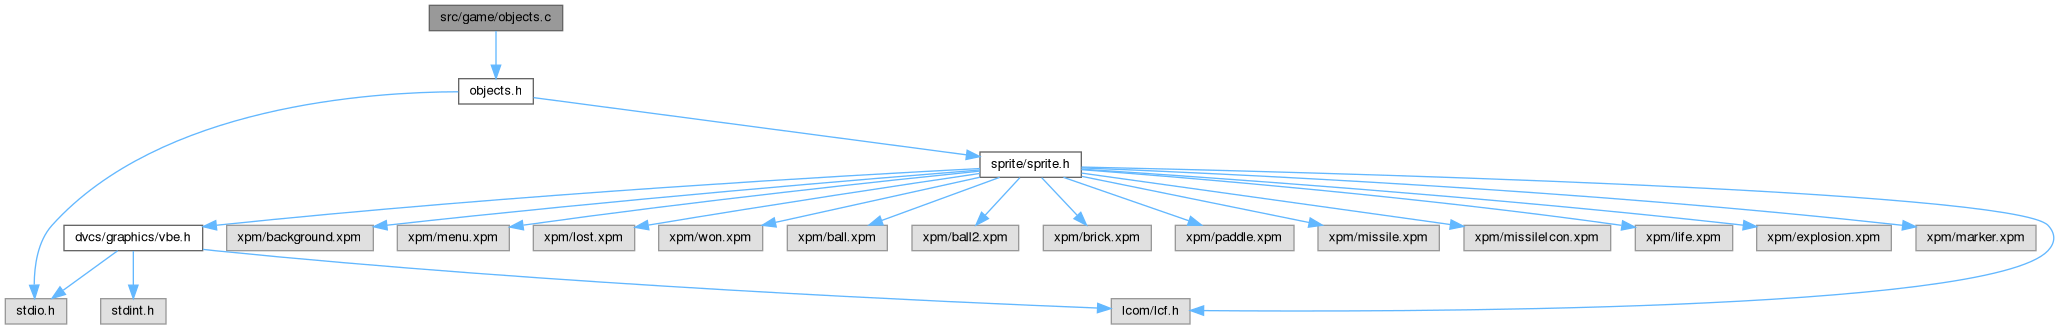 src/game/objects.c
objects.h
sprite/sprite.h
dvcs/graphics/vbe.h
xpm/background.xpm
xpm/menu.xpm
xpm/lost.xpm
xpm/won.xpm
xpm/ball.xpm
xpm/ball2.xpm
xpm/brick.xpm
xpm/paddle.xpm
xpm/missile.xpm
xpm/missileIcon.xpm
xpm/life.xpm
xpm/explosion.xpm
xpm/marker.xpm
stdio.h
stdint.h
lcom/lcf.h